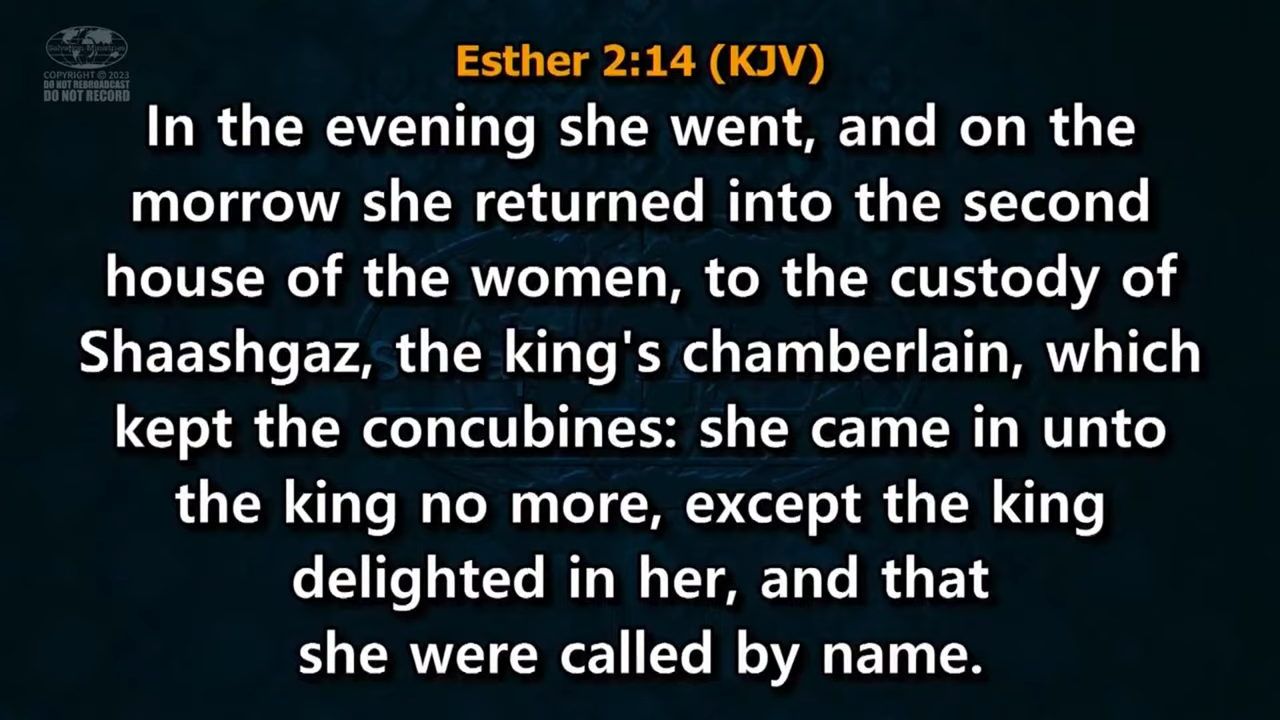 Salvation Ministries
COPYRIGHT © 2023
DO NOT REBROADCAST
DO NOT RECORD
Esther 2:14 (KJV)
In the evening she went, and on the
morrow she returned into the second
house of the women, to the custody of
Shaashgaz, the king's chamberlain, which
kept the concubines: she came in unto
the king no more, except the king
delighted in her, and that
she were called by name.